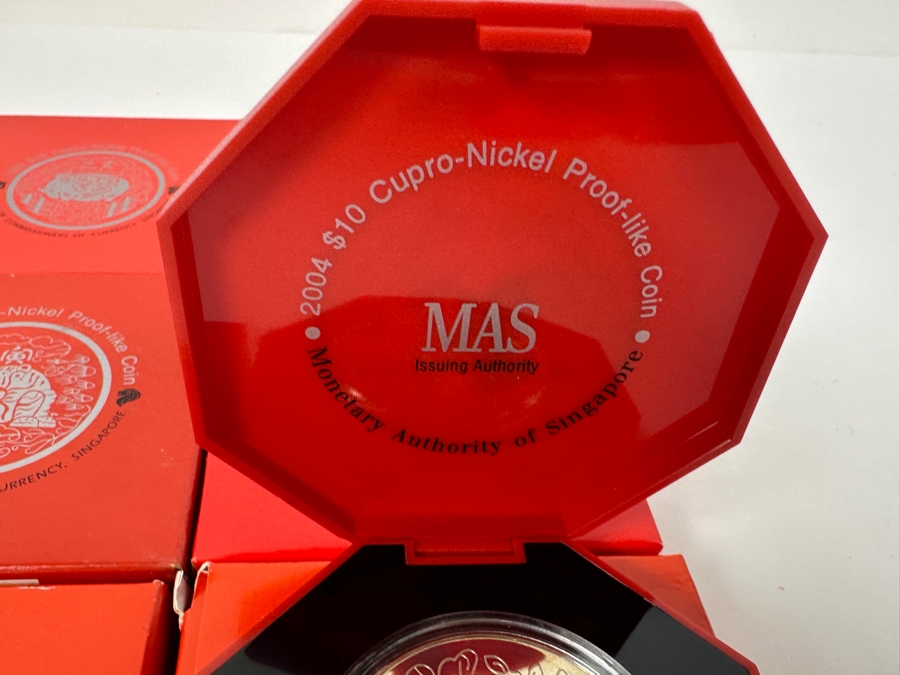 2004 $10 Cupro-Nickel Proof-like Coin
MAS
Issuing Authority
Monetary Authority of Singapore
-Nickel Proof-like Coin
CURRENCY, SINGAPORE